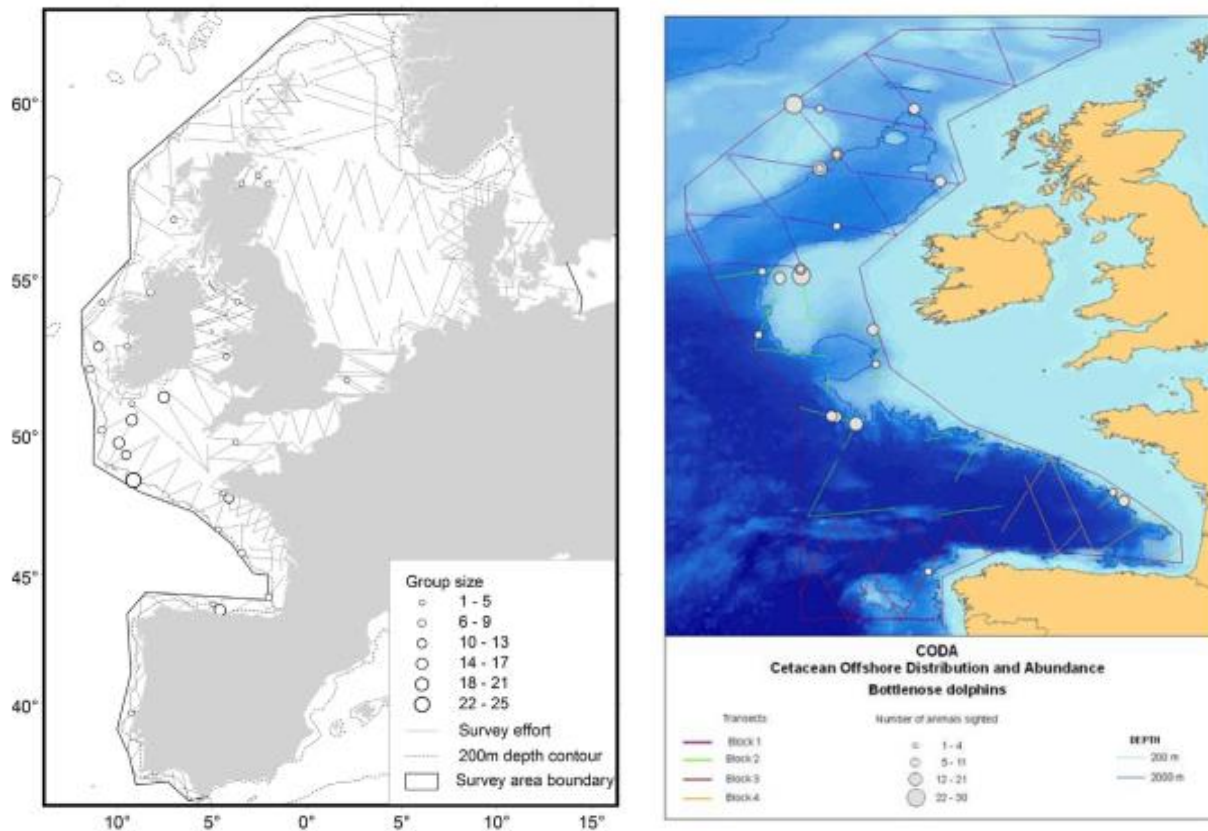 60°
55°
50°
45°
40°
10°
5°
0°
5°
10°
15°
Group size
1 - 5
6 - 9
10 - 13
14 - 17
18 - 21
22 - 25
Survey effort
200m depth contour
Survey area boundary
CODA
Cetacean Offshore Distribution and Abundance
Bottlenose dolphins
Transects
Block 1
Block 2
Block 3
Block 4
Number of animals sighted
1 - 4
5 - 11
12 - 21
22 - 30
DEPTH
200 m
2000 m